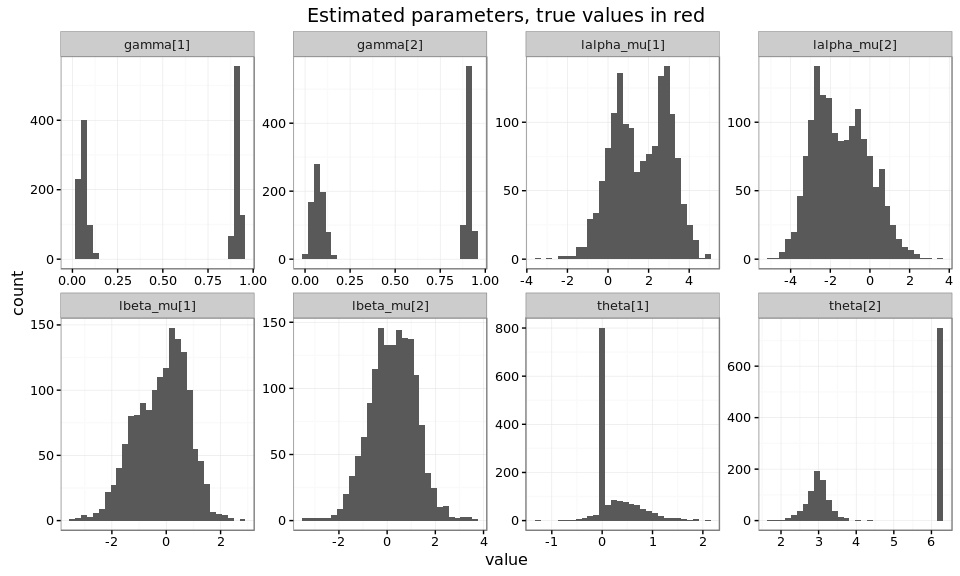 Estimated parameters, true values in red
gamma[1]
gamma[2]
lalpha_mu[1]
lalpha_mu[2]
400
200
0
0.00 0.25 0.50 0.75 1.00
400
200
0
0.00 0.25 0.50 0.75 1.00
100
50
0
-4 -2 0 2 4
100
50
0
-4 -2 0 2 4
count
lbeta_mu[1]
lbeta_mu[2]
theta[1]
theta[2]
150
100
50
0
-2 0 2
150
100
50
0
-2 0 2 4
800
600
400
200
0
-1 0 1 2
600
400
200
0
2 3 4 5 6
value